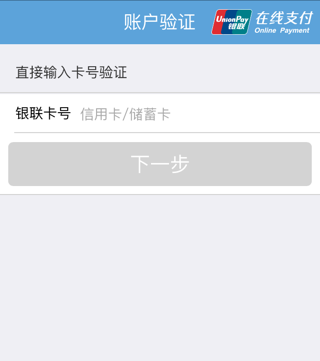 账户验证
UnionPay
银联
在线支付
Online Payment
直接输入卡号验证
银联卡号 信用卡/储蓄卡
下一步